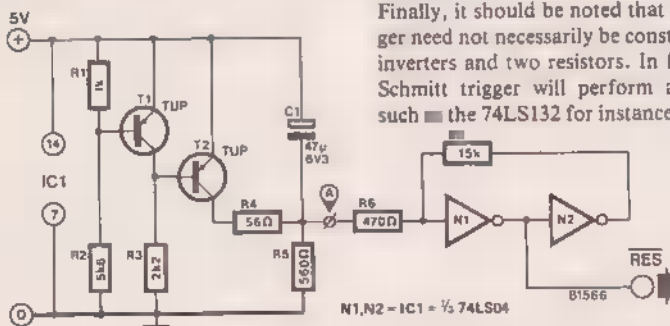 Finally, it should be noted that
ger need not necessarily be const
inverters and two resistors. In f
Schmitt trigger will perform a
such the 74LS132 for instance
5V
+
R1
1k
T1
TUP
T2
TUP
C1
47µ
6V3
14
IC1
7
R2
5k6
R3
2k2
R4
56Ω
R5
560Ω
A
R6
470Ω
15k
N1
N2
RES
81566
0
N1,N2 = IC1 = ⅓ 74LS04